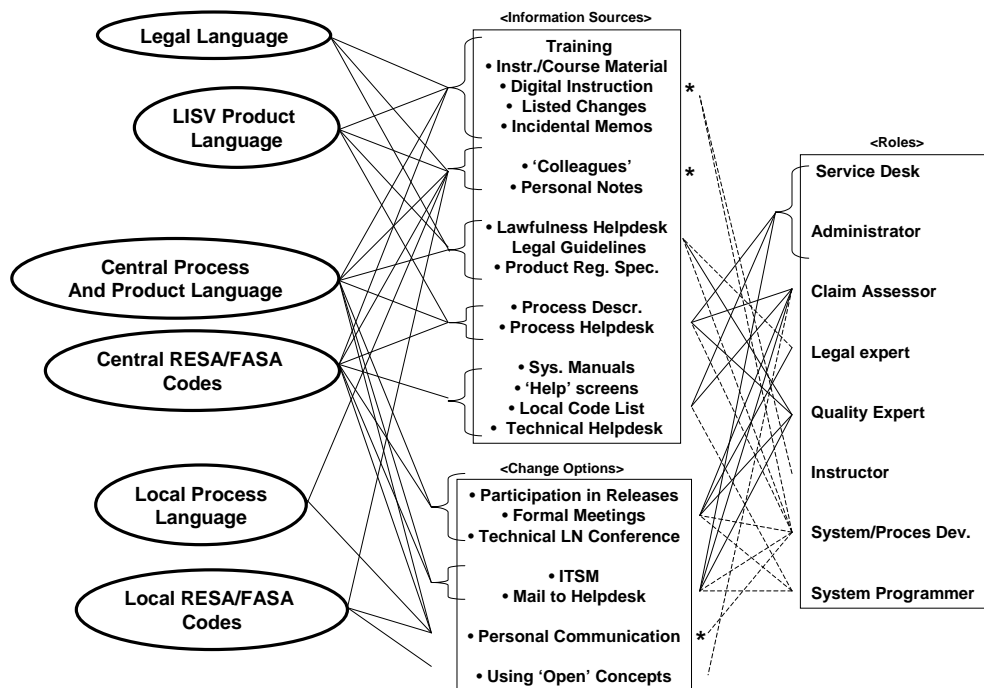 Legal Language
LISV Product
Language
Central Process
And Product Language
Central RESA/FASA
Codes
Local Process
Language
Local RESA/FASA
Codes
<Information Sources>
Training
• Instr./Course Material
• Digital Instruction
*
• Listed Changes
• Incidental Memos
• ‘Colleagues’
*
• Personal Notes
• Lawfulness Helpdesk
Legal Guidelines
• Product Reg. Spec.
• Process Descr.
• Process Helpdesk
• Sys. Manuals
• ‘Help’ screens
• Local Code List
• Technical Helpdesk
<Change Options>
• Participation in Releases
• Formal Meetings
• Technical LN Conference
• ITSM
• Mail to Helpdesk
• Personal Communication
*
• Using ‘Open’ Concepts
<Roles>
Service Desk
Administrator
Claim Assessor
Legal expert
Quality Expert
Instructor
System/Proces Dev.
System Programmer